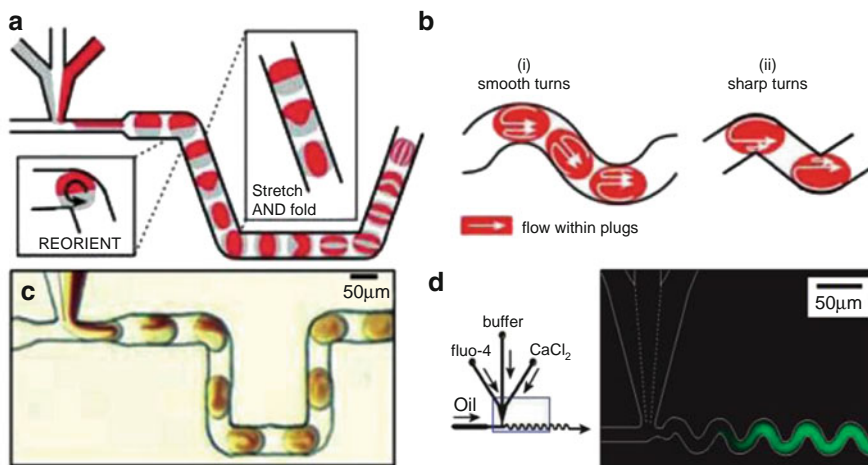 a
Stretch
AND fold
REORIENT
b
(i)
smooth turns
(ii)
sharp turns
flow within plugs
c
50μm
d
buffer
fluo-4
CaCl₂
Oil
50μm